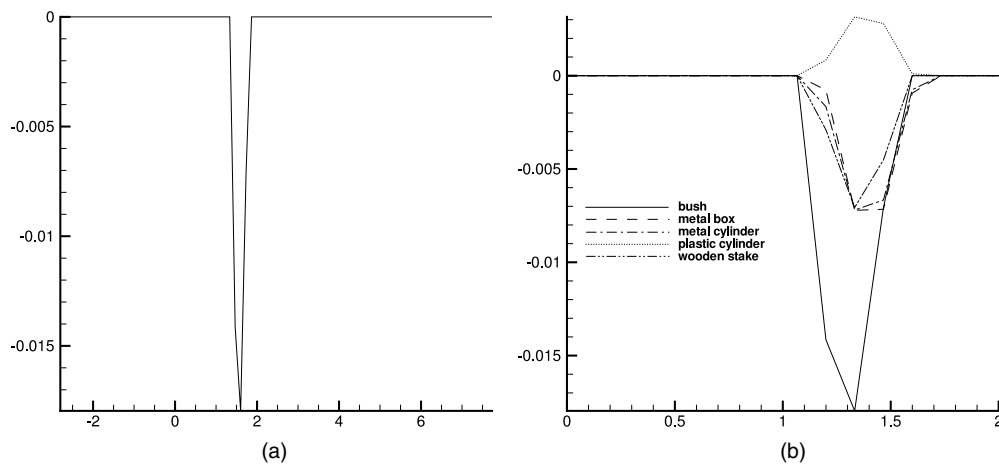 0
-0.005
-0.01
-0.015
-2 0 2 4 6
(a)
0
-0.005
-0.01
-0.015
bush
metal box
metal cylinder
plastic cylinder
wooden stake
0 0.5 1 1.5 2
(b)